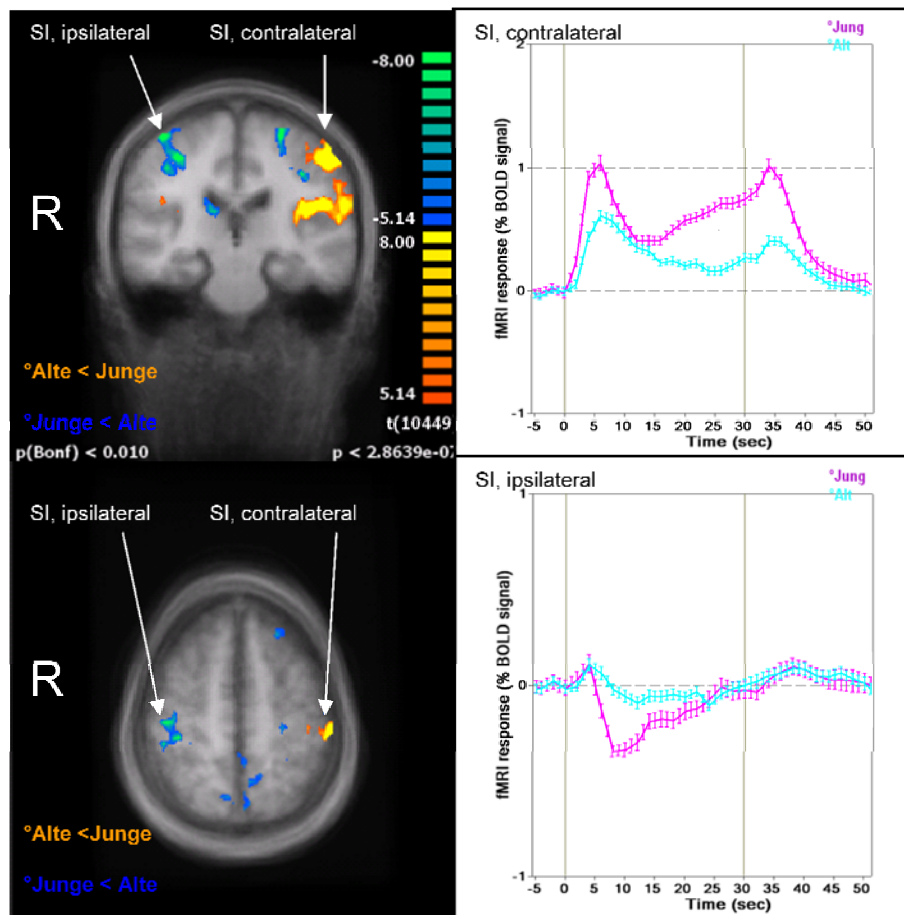 SI, ipsilateral
SI, contralateral
-8.00
-5.14
8.00
5.14
R
°Alte < Junge
°Junge < Alte
t(10449
p(Bonf) < 0.010
p < 2.8639e-07
SI, contralateral
°Jung
°Alt
fMRI response (% BOLD signal)
2
1
0
-1
-5 0 5 10 15 20 25 30 35 40 45 50
Time (sec)
SI, ipsilateral
SI, contralateral
R
°Alte <Junge
°Junge < Alte
SI, ipsilateral
°Jung
°Alt
fMRI response (% BOLD signal)
1
0
-1
-5 0 5 10 15 20 25 30 35 40 45 50
Time (sec)